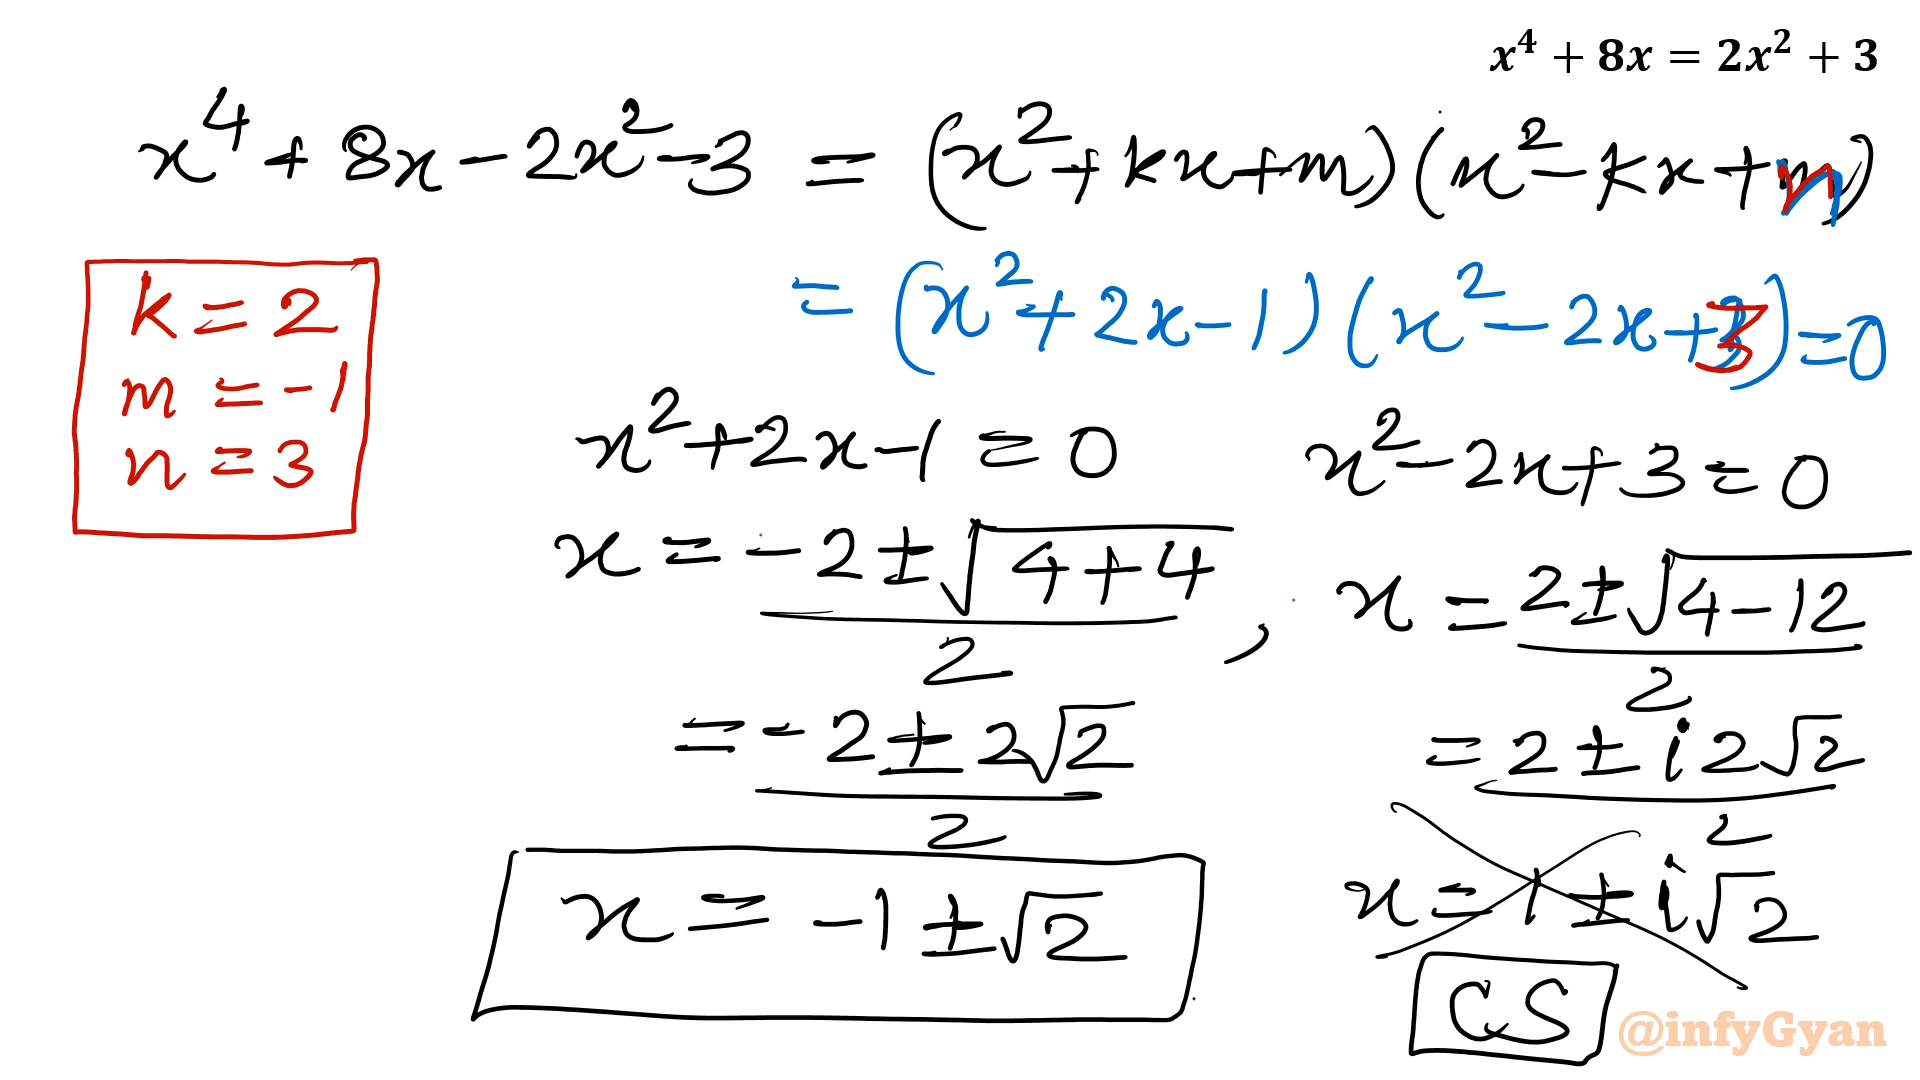 x⁴ + 8x = 2x² + 3
x⁴ + 8x - 2x² - 3 = (x² + kx + m)(x² - kx + n)
= (x² + 2x - 1)(x² - 2x + 3) = 0
k = 2
m = -1
n = 3
x² + 2x - 1 = 0
x = (-2 ± √(4+4))/2 ,
= (-2 ± 2√2)/2
x = -1 ± √2
x² - 2x + 3 = 0
x = (2 ± √(4-12))/2
= (2 ± i2√2)/2
x = 1 ± i√2
CS
@infyGyan